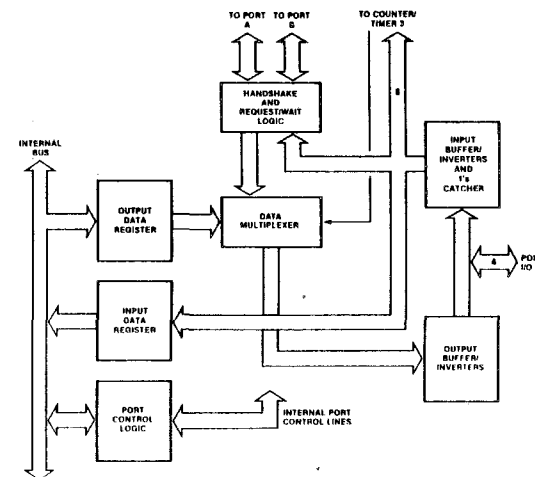 TO PORT
A
TO PORT
B
TO COUNTER/
TIMER 3
HANDSHAKE
AND
REQUEST/WAIT
LOGIC
8
INPUT
BUFFER/
INVERTERS
AND
1's
CATCHER
INTERNAL
BUS
OUTPUT
DATA
REGISTER
DATA
MULTIPLEXER
4
I/O
INPUT
DATA
REGISTER
OUTPUT
BUFFER/
INVERTERS
PORT
CONTROL
LOGIC
INTERNAL PORT
CONTROL LINES